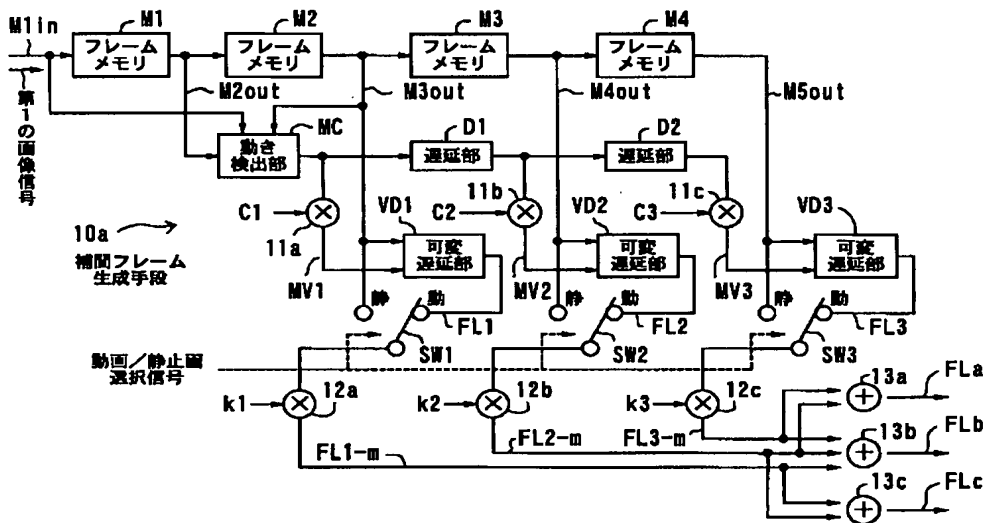 M1in
M1
M2
M3
M4
フレーム
メモリ
フレーム
メモリ
フレーム
メモリ
フレーム
メモリ
第1の画像信号
M2out
M3out
M4out
M5out
MC
動き
検出部
D1
遅延部
D2
遅延部
C1
11a
C2
11b
C3
11c
10a
補間フレーム
生成手段
VD1
可変
遅延部
VD2
可変
遅延部
VD3
可変
遅延部
MV1
MV2
MV3
静
動
FL1
静
動
FL2
静
動
FL3
SW1
SW2
SW3
動画/静止画
選択信号
k1
12a
k2
12b
k3
12c
FL1-m
FL2-m
FL3-m
13a
FLa
13b
FLb
13c
FLc